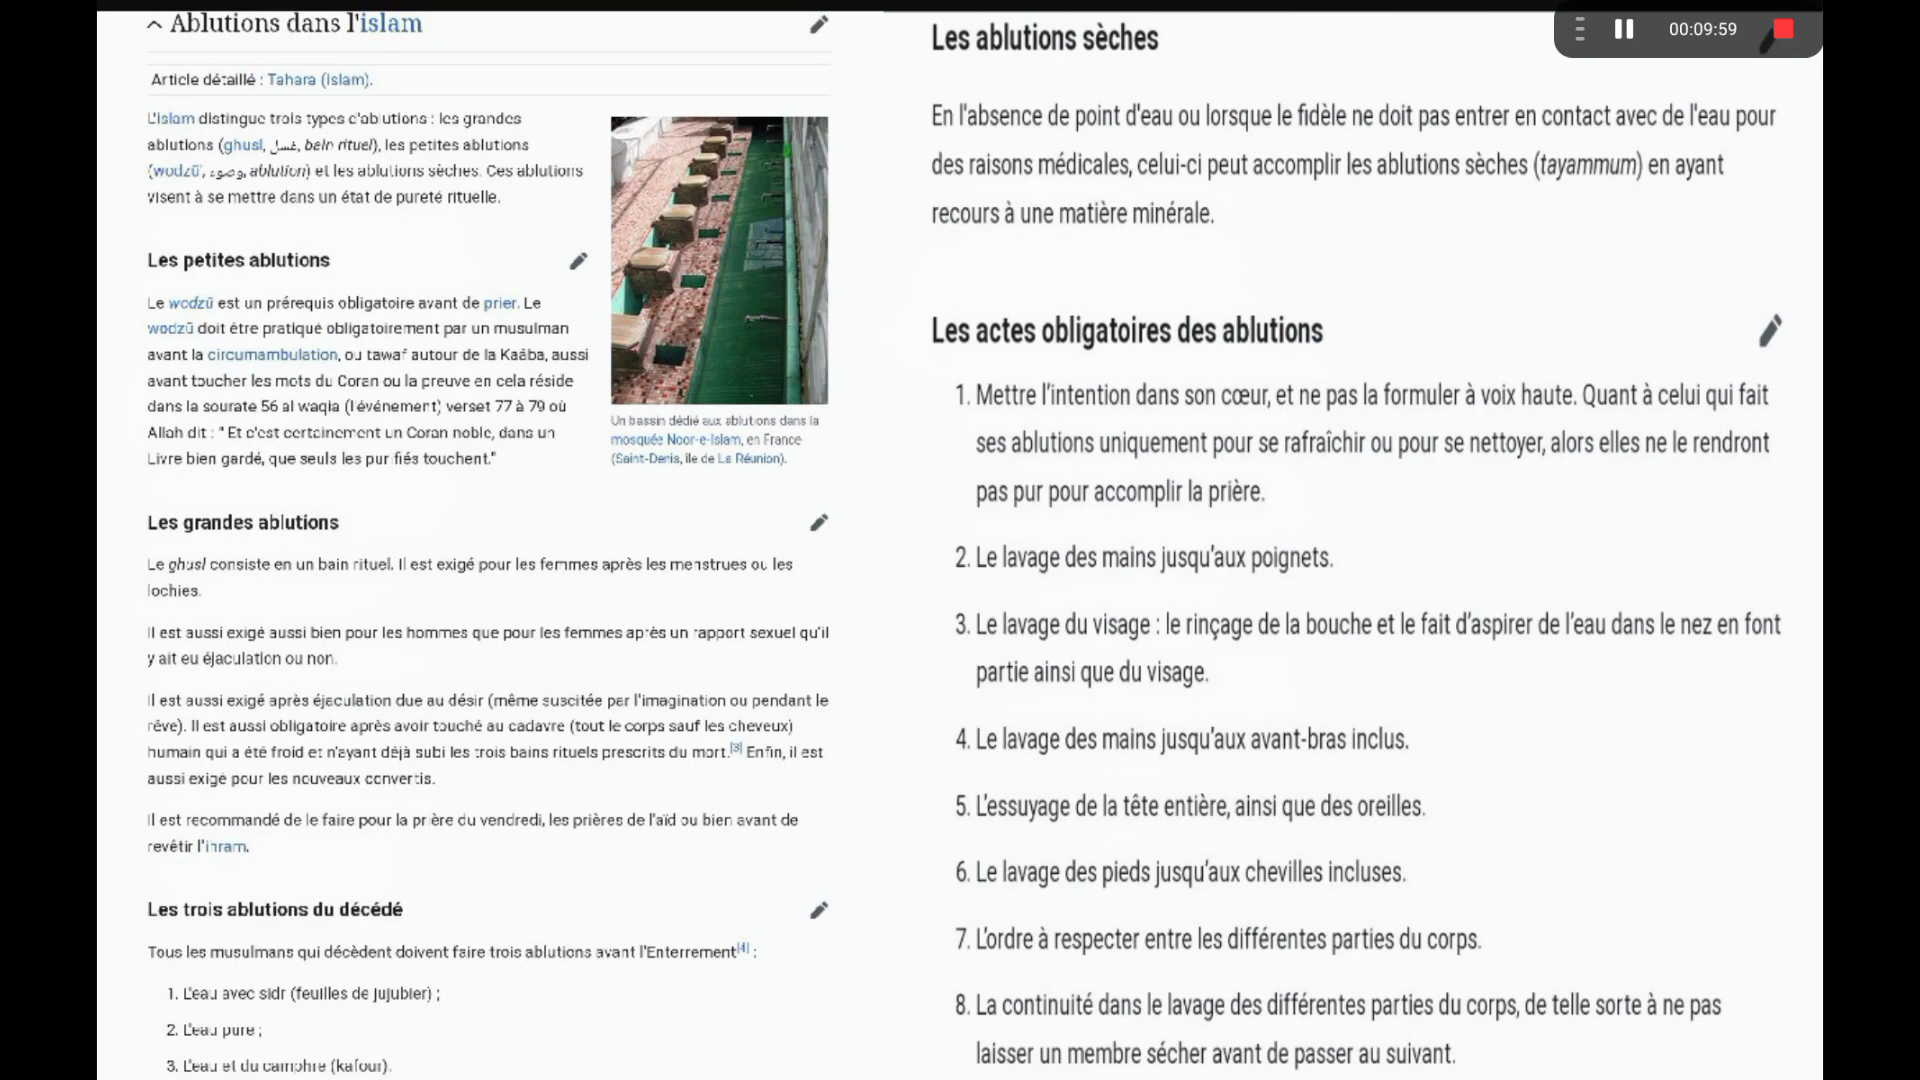 Ablutions dans l'islam
Article détaillé : Tahara (islam).
L'islam distingue trois types d'ablutions : les grandes
ablutions (ghusl, غسل, bain rituel), les petites ablutions
(wodzū', وضوء, ablution) et les ablutions sèches. Ces ablutions
visent à se mettre dans un état de pureté rituelle.
Les petites ablutions
Le wodzū est un prérequis obligatoire avant de prier. Le
wodzū doit être pratiqué obligatoirement par un musulman
avant la circumambulation, ou tawaf autour de la Kaâba, aussi
avant toucher les mots du Coran ou la preuve en cela réside
dans la sourate 56 al waqia (l'événement) verset 77 à 79 où
Allah dit : " Et c'est certainement un Coran noble, dans un
Livre bien gardé, que seuls les purifiés touchent."
Un bassin dédié aux ablutions dans la
mosquée Noor-e-Islam, en France
(Saint-Denis, île de La Réunion).
Les grandes ablutions
Le ghusl consiste en un bain rituel. Il est exigé pour les femmes après les menstrues ou les
lochies.
Il est aussi exigé aussi bien pour les hommes que pour les femmes après un rapport sexuel qu'il
y ait eu éjaculation ou non.
Il est aussi exigé après éjaculation due au désir (même suscitée par l'imagination ou pendant le
rêve). Il est aussi obligatoire après avoir touché au cadavre (tout le corps sauf les cheveux)
humain qui a été froid et n'ayant déjà subi les trois bains rituels prescrits du mort.[3] Enfin, il est
aussi exigé pour les nouveaux convertis.
Il est recommandé de le faire pour la prière du vendredi, les prières de l'aïd ou bien avant de
revêtir l'ihram.
Les trois ablutions du décédé
Tous les musulmans qui décèdent doivent faire trois ablutions avant l'Enterrement[4] :
1. L'eau avec sidr (feuilles de jujubier) ;
2. L'eau pure ;
3. L'eau et du camphre (kafour).
00:09:59
Les ablutions sèches
En l'absence de point d'eau ou lorsque le fidèle ne doit pas entrer en contact avec de l'eau pour
des raisons médicales, celui-ci peut accomplir les ablutions sèches (tayammum) en ayant
recours à une matière minérale.
Les actes obligatoires des ablutions
1. Mettre l’intention dans son cœur, et ne pas la formuler à voix haute. Quant à celui qui fait
ses ablutions uniquement pour se rafraîchir ou pour se nettoyer, alors elles ne le rendront
pas pur pour accomplir la prière.
2. Le lavage des mains jusqu’aux poignets.
3. Le lavage du visage : le rinçage de la bouche et le fait d’aspirer de l’eau dans le nez en font
partie ainsi que du visage.
4. Le lavage des mains jusqu’aux avant-bras inclus.
5. L’essuyage de la tête entière, ainsi que des oreilles.
6. Le lavage des pieds jusqu’aux chevilles incluses.
7. L’ordre à respecter entre les différentes parties du corps.
8. La continuité dans le lavage des différentes parties du corps, de telle sorte à ne pas
laisser un membre sécher avant de passer au suivant.